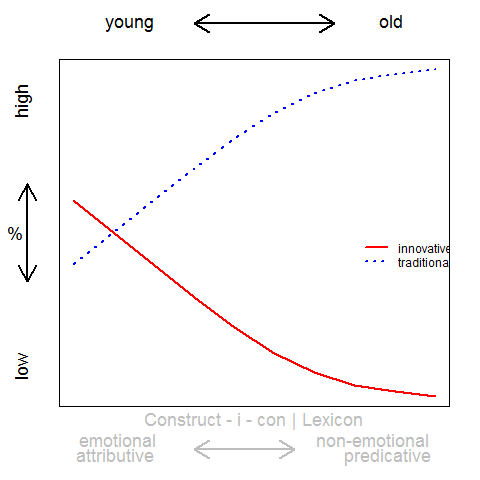 young old
high
%
low
innovative
traditional
Construct - i - con | Lexicon
emotional non-emotional
attributive predicative